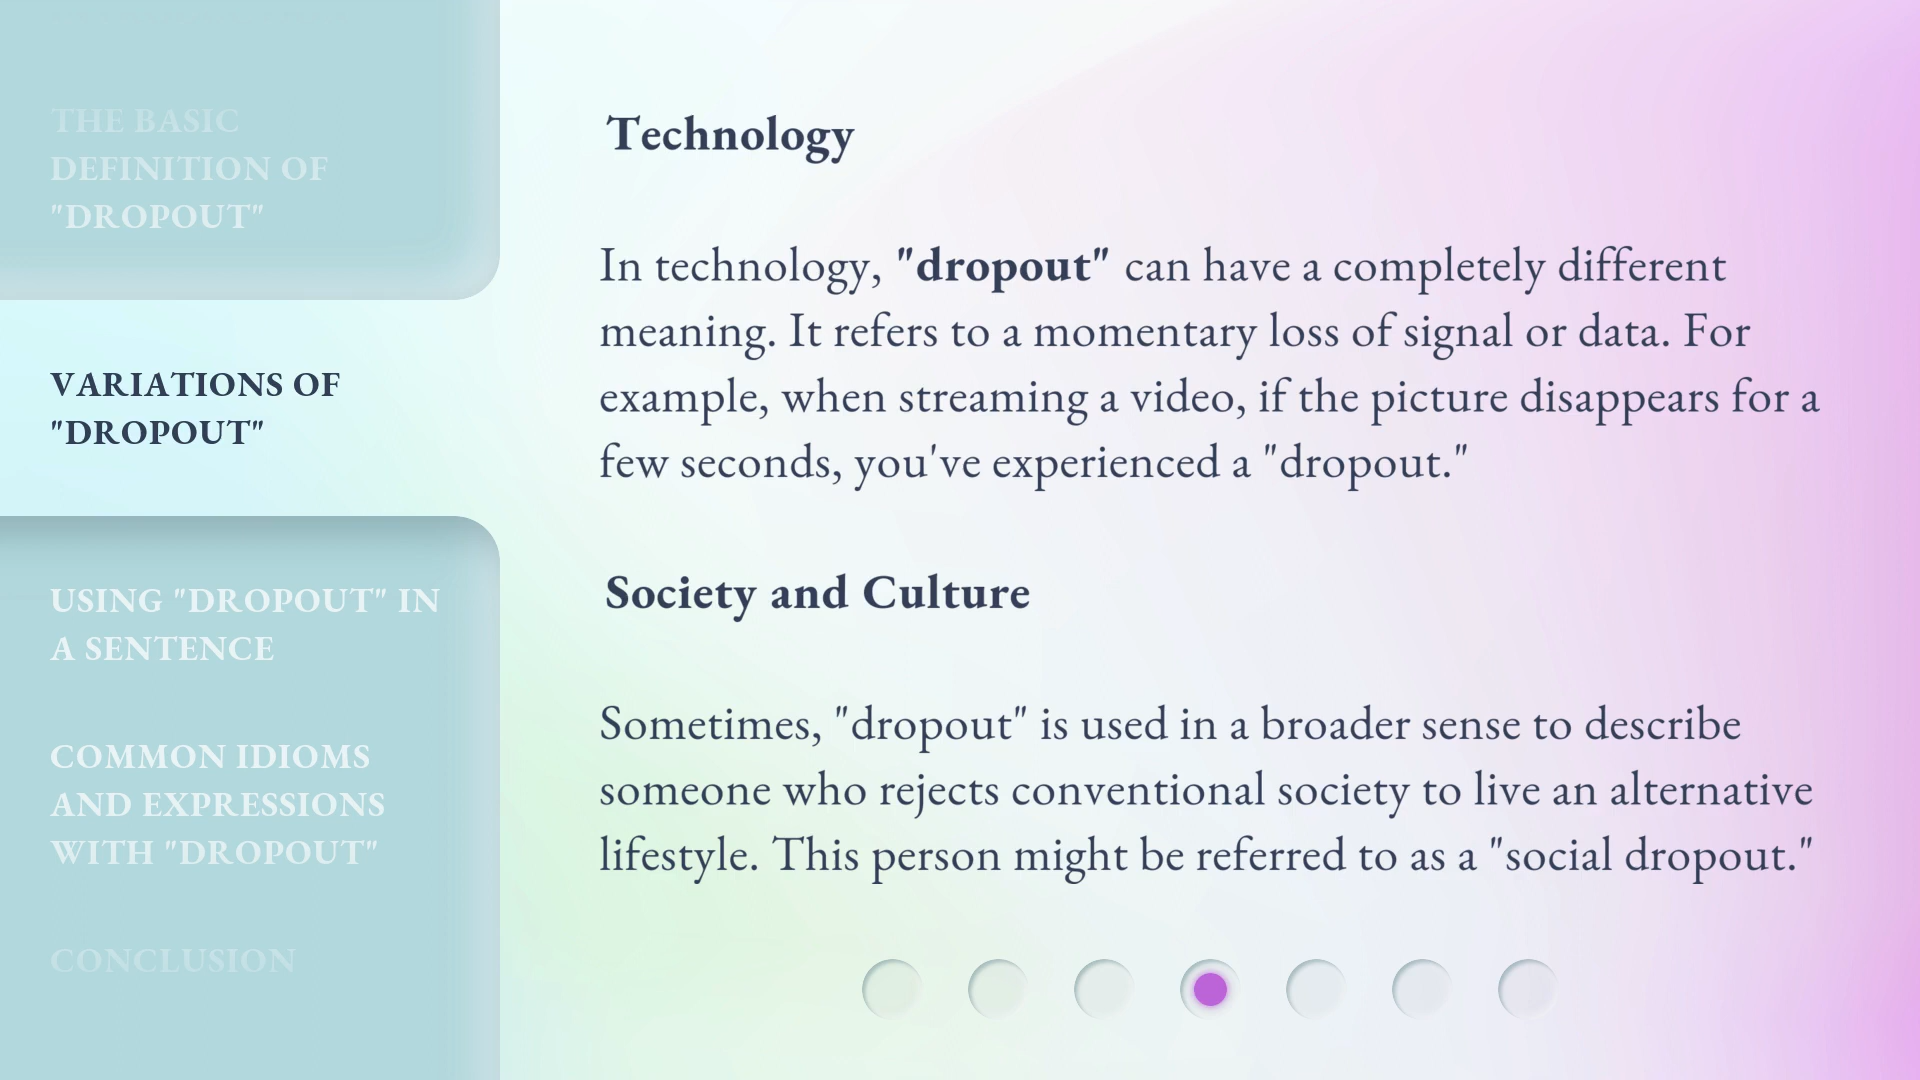 THE BASIC
DEFINITION OF
"DROPOUT"
VARIATIONS OF
"DROPOUT"
USING "DROPOUT" IN
A SENTENCE
COMMON IDIOMS
AND EXPRESSIONS
WITH "DROPOUT"
CONCLUSION
Technology
In technology, "dropout" can have a completely different
meaning. It refers to a momentary loss of signal or data. For
example, when streaming a video, if the picture disappears for a
few seconds, you've experienced a "dropout."
Society and Culture
Sometimes, "dropout" is used in a broader sense to describe
someone who rejects conventional society to live an alternative
lifestyle. This person might be referred to as a "social dropout."